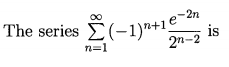 The series $\sum_{n=1}^{\infty} (-1)^{n+1} \frac{e^{-2n}}{2^{n-2}}$ is